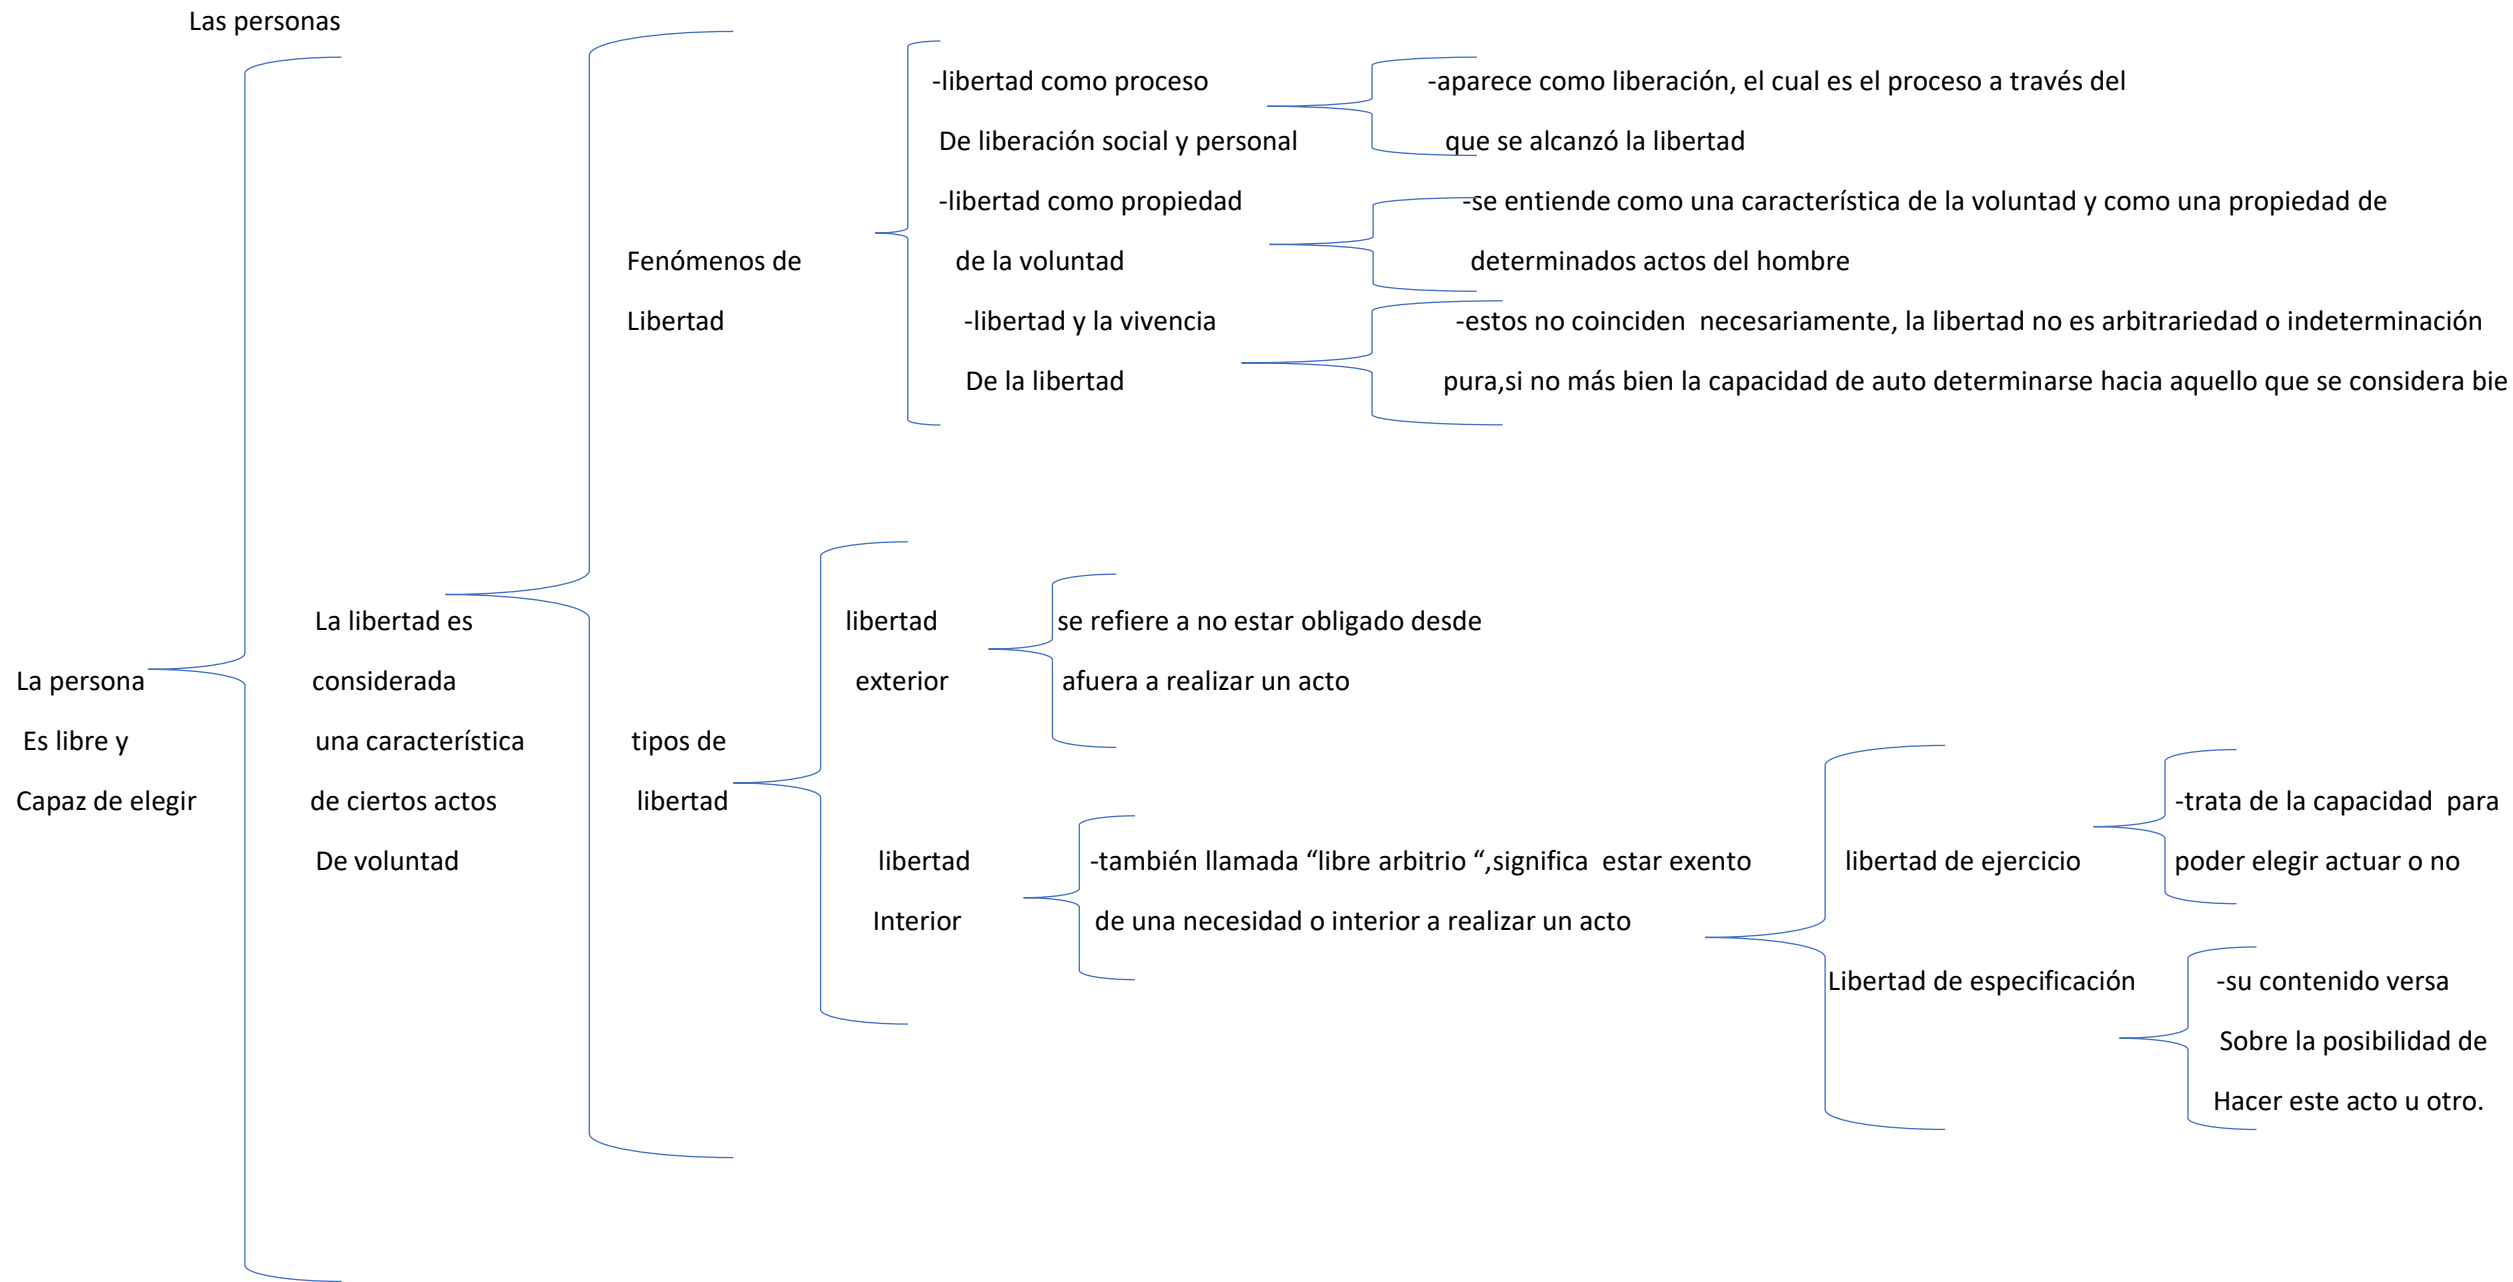 Las personas
La persona
Es libre y
Capaz de elegir
La libertad es
considerada
una característica
de ciertos actos
De voluntad
Fenómenos de
Libertad
-libertad como proceso
De liberación social y personal
-aparece como liberación, el cual es el proceso a través del
que se alcanzó la libertad
-libertad como propiedad
de la voluntad
-se entiende como una característica de la voluntad y como una propiedad de
determinados actos del hombre
-libertad y la vivencia
De la libertad
-estos no coinciden  necesariamente, la libertad no es arbitrariedad o indeterminación
pura,si no más bien la capacidad de auto determinarse hacia aquello que se considera bie
tipos de
libertad
libertad
exterior
se refiere a no estar obligado desde
afuera a realizar un acto
libertad
Interior
-también llamada “libre arbitrio “,significa  estar exento
de una necesidad o interior a realizar un acto
libertad de ejercicio
-trata de la capacidad  para
poder elegir actuar o no
Libertad de especificación
-su contenido versa
Sobre la posibilidad de
Hacer este acto u otro.